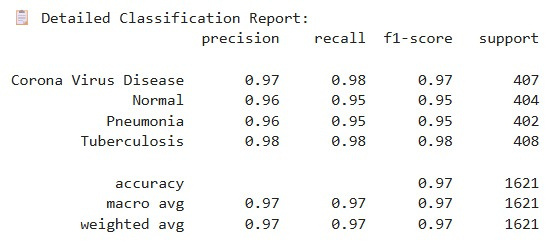 📋 Detailed Classification Report:
precision recall f1-score support
Corona Virus Disease 0.97 0.98 0.97 407
Normal 0.96 0.95 0.95 404
Pneumonia 0.96 0.95 0.95 402
Tuberculosis 0.98 0.98 0.98 408
accuracy 0.97 1621
macro avg 0.97 0.97 0.97 1621
weighted avg 0.97 0.97 0.97 1621